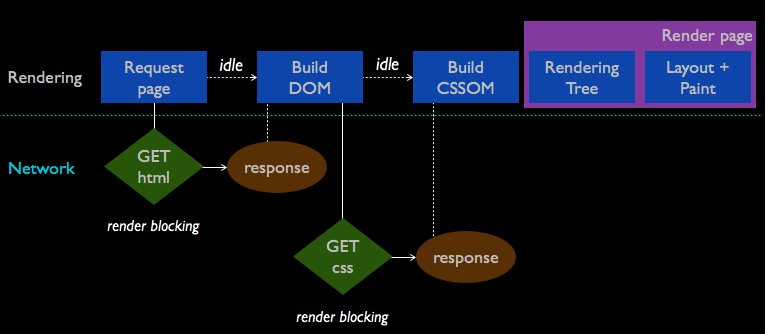 Render page
Rendering
Request
page
idle
Build
DOM
idle
Build
CSSOM
Rendering
Tree
Layout +
Paint
Network
GET
html
response
render blocking
GET
css
response
render blocking